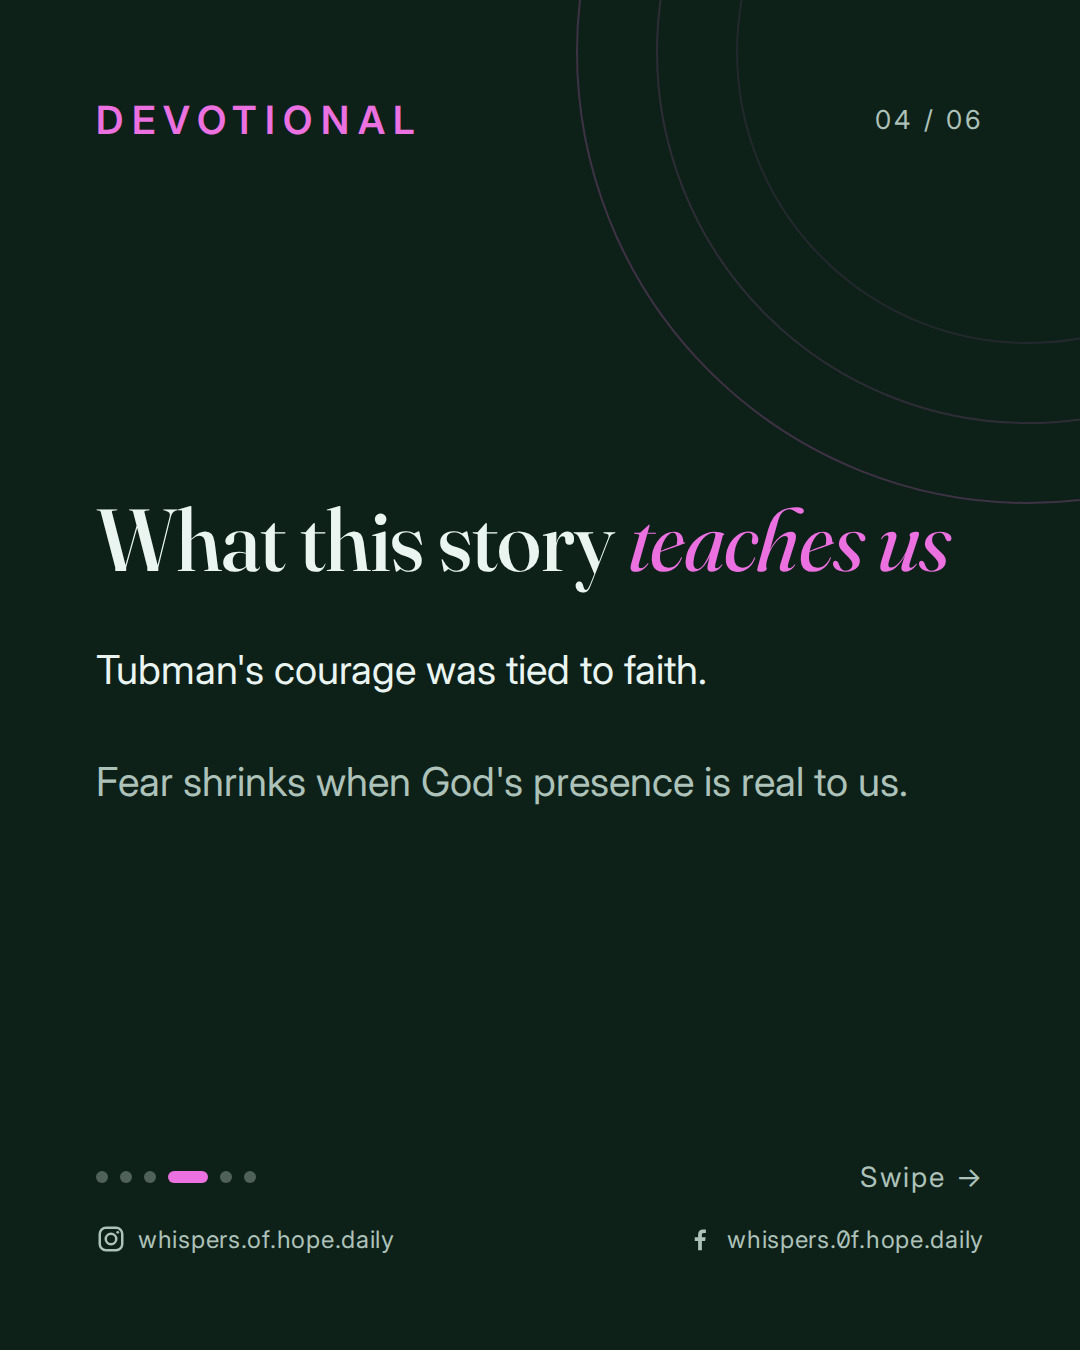 DEVOTIONAL
04 / 06
What this story teaches us
Tubman's courage was tied to faith.
Fear shrinks when God's presence is real to us.
Swipe →
whispers.of.hope.daily
whispers.0f.hope.daily